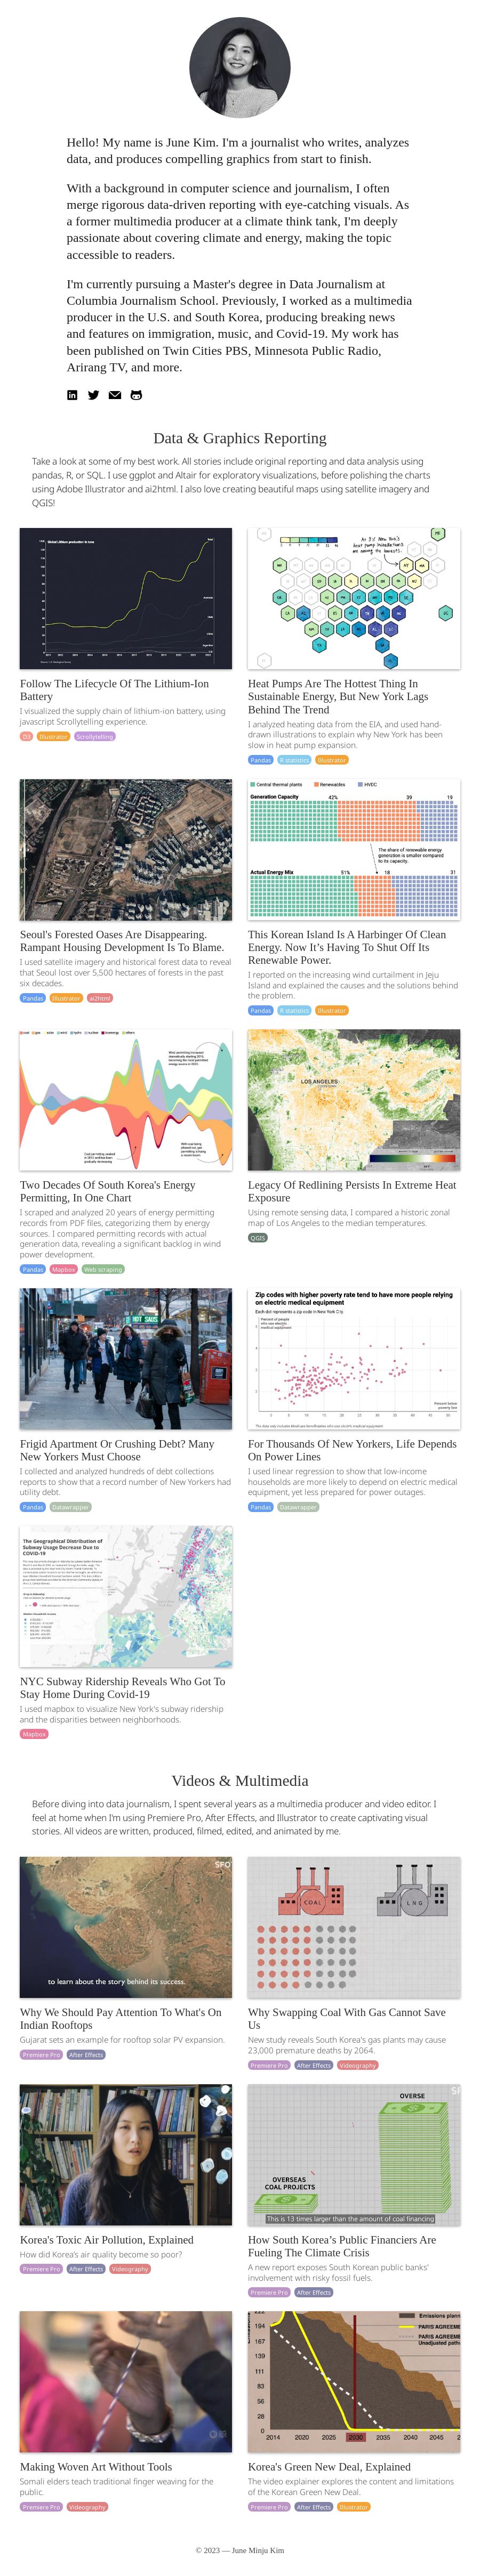 Hello! My name is June Kim. I'm a journalist who writes, analyzes
data, and produces compelling graphics from start to finish.
With a background in computer science and journalism, I often
merge rigorous data-driven reporting with eye-catching visuals. As
a former multimedia producer at a climate think tank, I'm deeply
passionate about covering climate and energy, making the topic
accessible to readers.
I'm currently pursuing a Master's degree in Data Journalism at
Columbia Journalism School. Previously, I worked as a multimedia
producer in the U.S. and South Korea, producing breaking news
and features on immigration, music, and Covid-19. My work has
been published on Twin Cities PBS, Minnesota Public Radio,
Arirang TV, and more.
Data & Graphics Reporting
Take a look at some of my best work. All stories include original reporting and data analysis using
pandas, R, or SQL. I use ggplot and Altair for exploratory visualizations, before polishing the charts
using Adobe Illustrator and ai2html. I also love creating beautiful maps using satellite imagery and
QGIS!
Global Lithium production in tons
Follow The Lifecycle Of The Lithium-Ion
Battery
I visualized the supply chain of lithium-ion battery, using
javascript Scrollytelling experience.
D3 Illustrator Scrollytelling
Heat Pumps Are The Hottest Thing In
Sustainable Energy, But New York Lags
Behind The Trend
I analyzed heating data from the EIA, and used hand-
drawn illustrations to explain why New York has been
slow in heat pump expansion.
Pandas R statistics Illustrator
Seoul's Forested Oases Are Disappearing.
Rampant Housing Development Is To Blame.
I used satellite imagery and historical forest data to reveal
that Seoul lost over 5,500 hectares of forests in the past
six decades.
Pandas Illustrator ai2html
Central thermal plants Renewables HVEC
Generation Capacity 42% 39 19
The share of renewable energy
generation is smaller compared
to its capacity.
Actual Energy Mix 51% 18 31
This Korean Island Is A Harbinger Of Clean
Energy. Now It's Having To Shut Off Its
Renewable Power.
I reported on the increasing wind curtailment in Jeju
Island and explained the causes and the solutions behind
the problem.
Pandas R statistics Illustrator
Two Decades Of South Korea's Energy
Permitting, In One Chart
I scraped and analyzed 20 years of energy permitting
records from PDF files, categorizing them by energy
sources. I compared permitting records with actual
generation data, revealing a significant backlog in wind
power development.
Pandas Mapbox Web scraping
LOS ANGELES
Legacy Of Redlining Persists In Extreme Heat
Exposure
Using remote sensing data, I compared a historic zonal
map of Los Angeles to the median temperatures.
QGIS
Frigid Apartment Or Crushing Debt? Many
New Yorkers Must Choose
I collected and analyzed hundreds of debt collections
reports to show that a record number of New Yorkers had
utility debt.
Pandas Datawrapper
Zip codes with higher poverty rate tend to have more people relying
on electric medical equipment
Each dot represents a zip code in New York City.
Percent of people
who use electric
medical equipment
Percent below
poverty line
For Thousands Of New Yorkers, Life Depends
On Power Lines
I used linear regression to show that low-income
households are more likely to depend on electric medical
equipment, yet less prepared for power outages.
Pandas Datawrapper
The Geographical Distribution of
Subway Usage Decrease Due to
COVID-19
NYC Subway Ridership Reveals Who Got To
Stay Home During Covid-19
I used mapbox to visualize New York's subway ridership
and the disparities between neighborhoods.
Mapbox
Videos & Multimedia
Before diving into data journalism, I spent several years as a multimedia producer and video editor. I
feel at home when I'm using Premiere Pro, After Effects, and Illustrator to create captivating visual
stories. All videos are written, produced, filmed, edited, and animated by me.
SFO
to learn about the story behind its success.
Why We Should Pay Attention To What's On
Indian Rooftops
Gujarat sets an example for rooftop solar PV expansion.
Premiere Pro After Effects
COAL LNG
Why Swapping Coal With Gas Cannot Save
Us
New study reveals South Korea's gas plants may cause
23,000 premature deaths by 2064.
Premiere Pro After Effects Videography
Korea's Toxic Air Pollution, Explained
How did Korea's air quality become so poor?
Premiere Pro After Effects Videography
OVERSE
OVERSEAS
COAL PROJECTS
This is 13 times larger than the amount of coal financing
How South Korea's Public Financiers Are
Fueling The Climate Crisis
A new report exposes South Korean public banks'
involvement with risky fossil fuels.
Premiere Pro After Effects
Making Woven Art Without Tools
Somali elders teach traditional finger weaving for the
public.
Premiere Pro Videography
222
194
167
139
111
83
56
28
0
2014 2020 2025 2030 2035 2040 2045 2
Emissions plann
PARIS AGREEME
PARIS AGREEME
Unadjusted path
Korea's Green New Deal, Explained
The video explainer explores the content and limitations
of the Korean Green New Deal.
Premiere Pro After Effects Illustrator
© 2023 — June Minju Kim